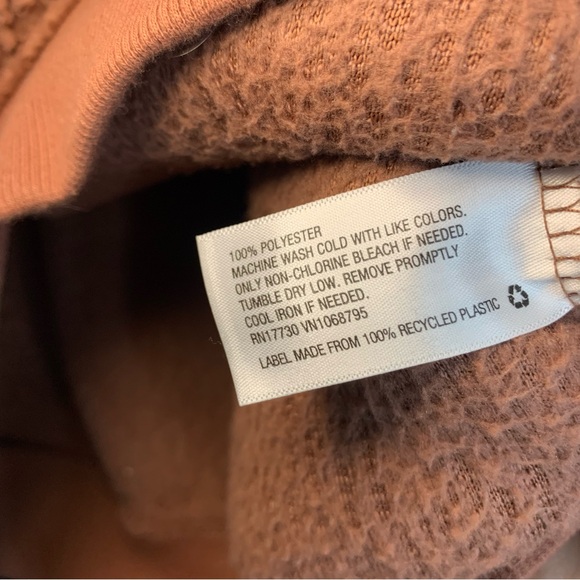 100% POLYESTER
MACHINE WASH COLD WITH LIKE COLORS.
ONLY NON-CHLORINE BLEACH IF NEEDED.
TUMBLE DRY LOW. REMOVE PROMPTLY
COOL IRON IF NEEDED.
RN17730 VN1068795
LABEL MADE FROM 100% RECYCLED PLASTIC